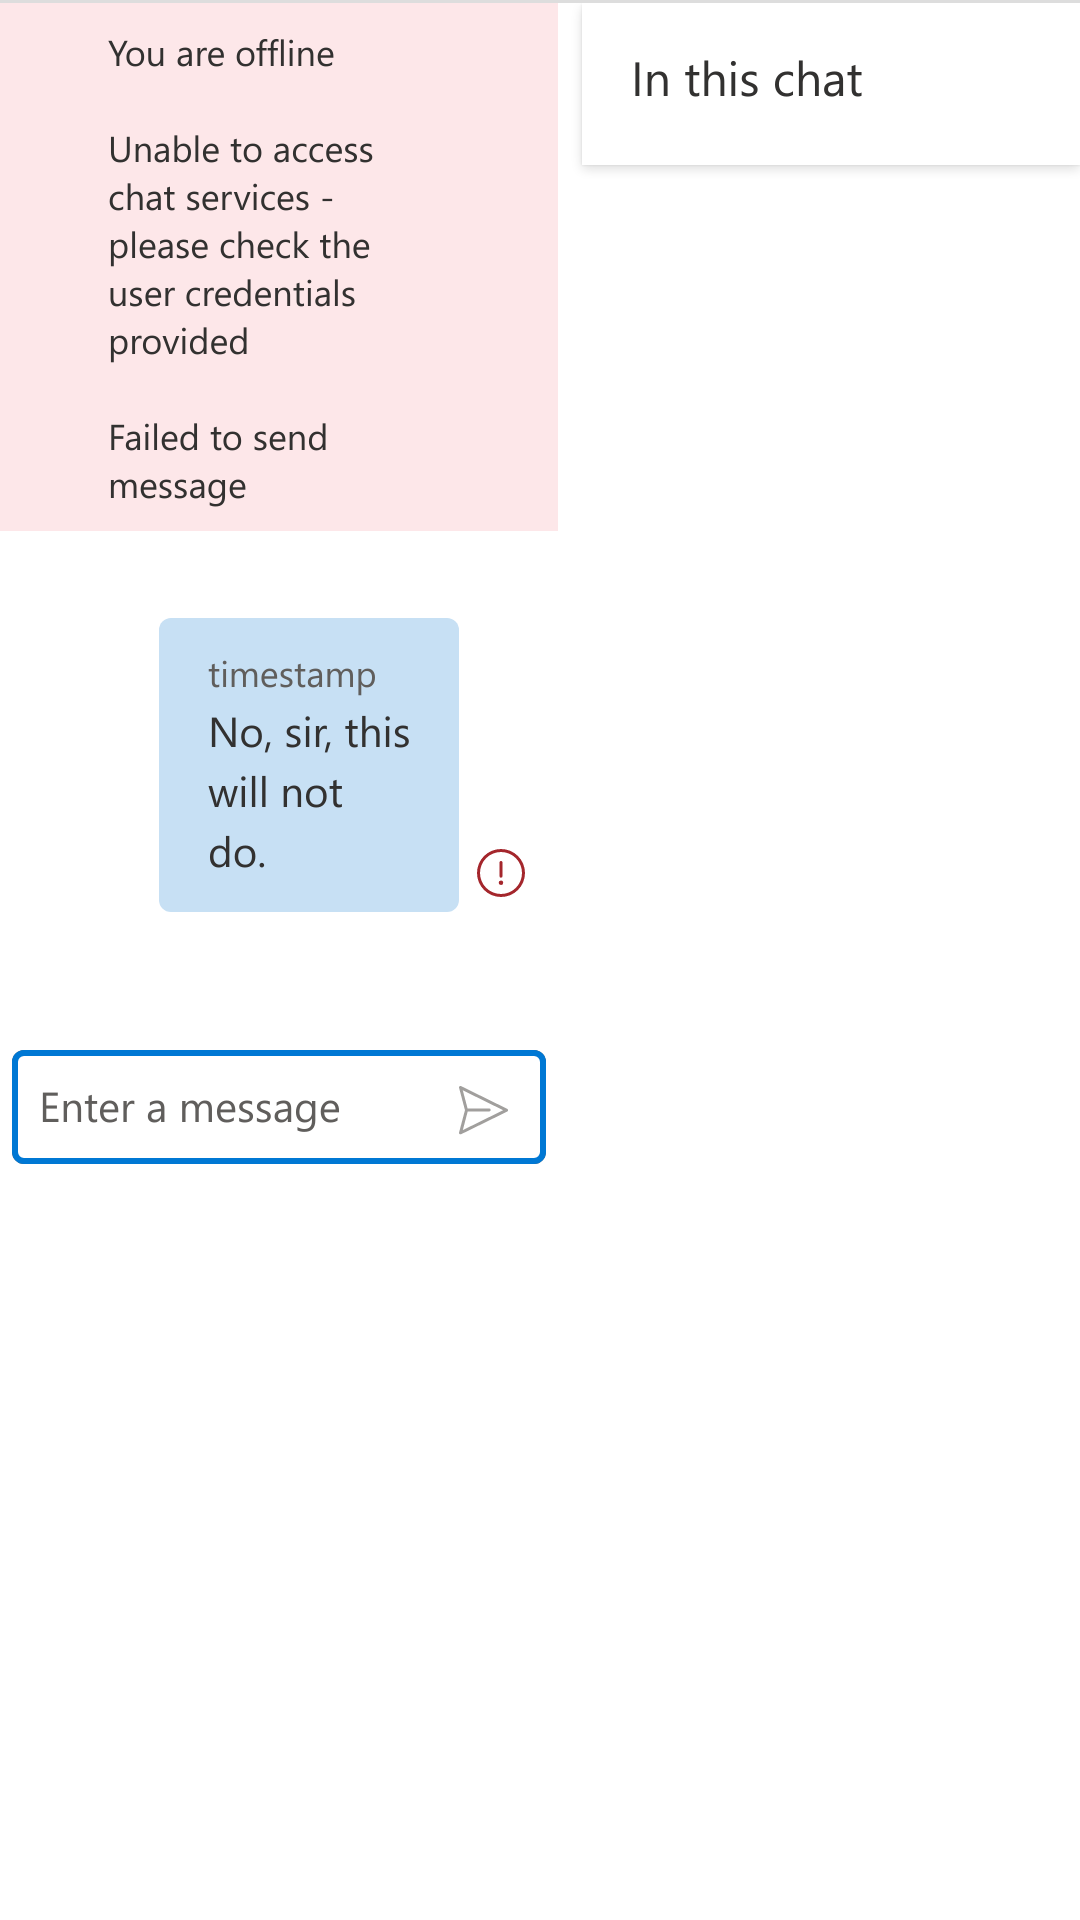 You are offline
Unable to access
chat services -
please check the
user credentials
provided
Failed to send
message
In this chat
timestamp
No, sir, this
will not
do.
Enter a message